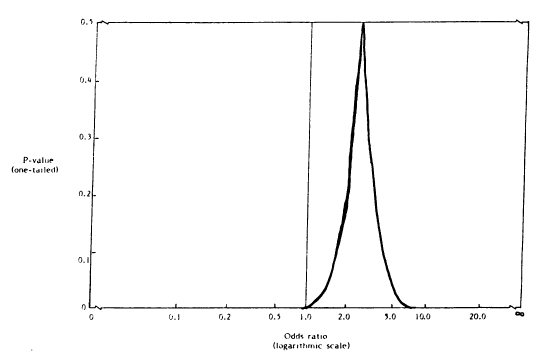 0.5
0.4
0.3
0.2
0.1
0
P-value
(one-tailed)
0 0.1 0.2 0.5 1.0 2.0 5.0 10.0 20.0 ∞
Odds ratio
(logarithmic scale)